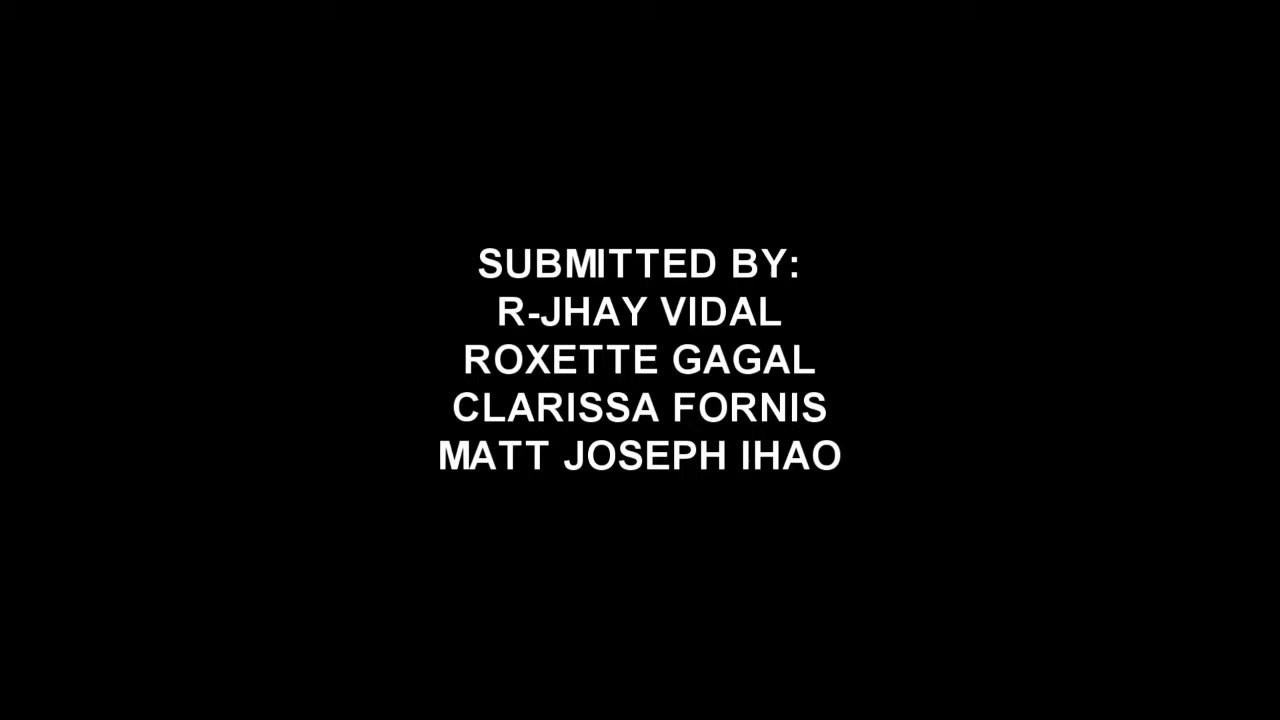 SUBMITTED BY:
R-JHAY VIDAL
ROXETTE GAGAL
CLARISSA FORNIS
MATT JOSEPH IHAO